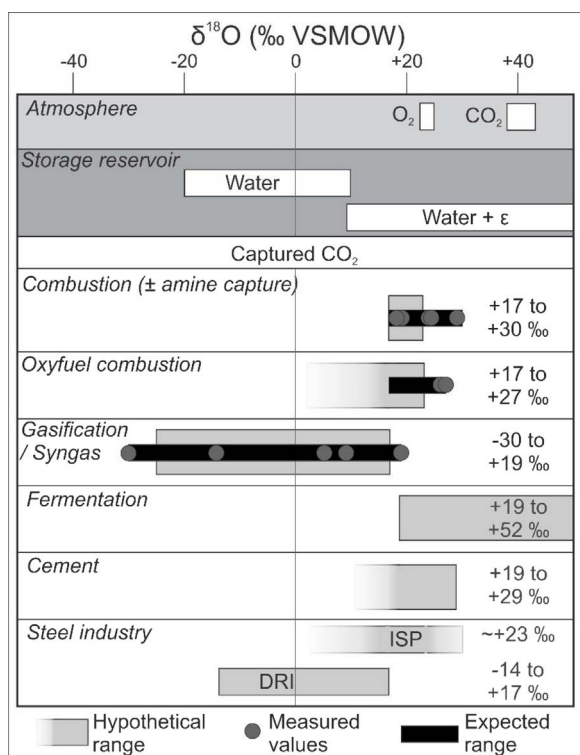 δ¹⁸O (‰ VSMOW)
-40 -20 0 +20 +40
Atmosphere O₂ CO₂
Storage reservoir
Water
Water + ε
Captured CO₂
Combustion (± amine capture)
+17 to
+30 ‰
Oxyfuel combustion
+17 to
+27 ‰
Gasification
/ Syngas
-30 to
+19 ‰
Fermentation
+19 to
+52 ‰
Cement
+19 to
+29 ‰
Steel industry
ISP ~+23 ‰
DRI
-14 to
+17 ‰
Hypothetical
range
Measured
values
Expected
range